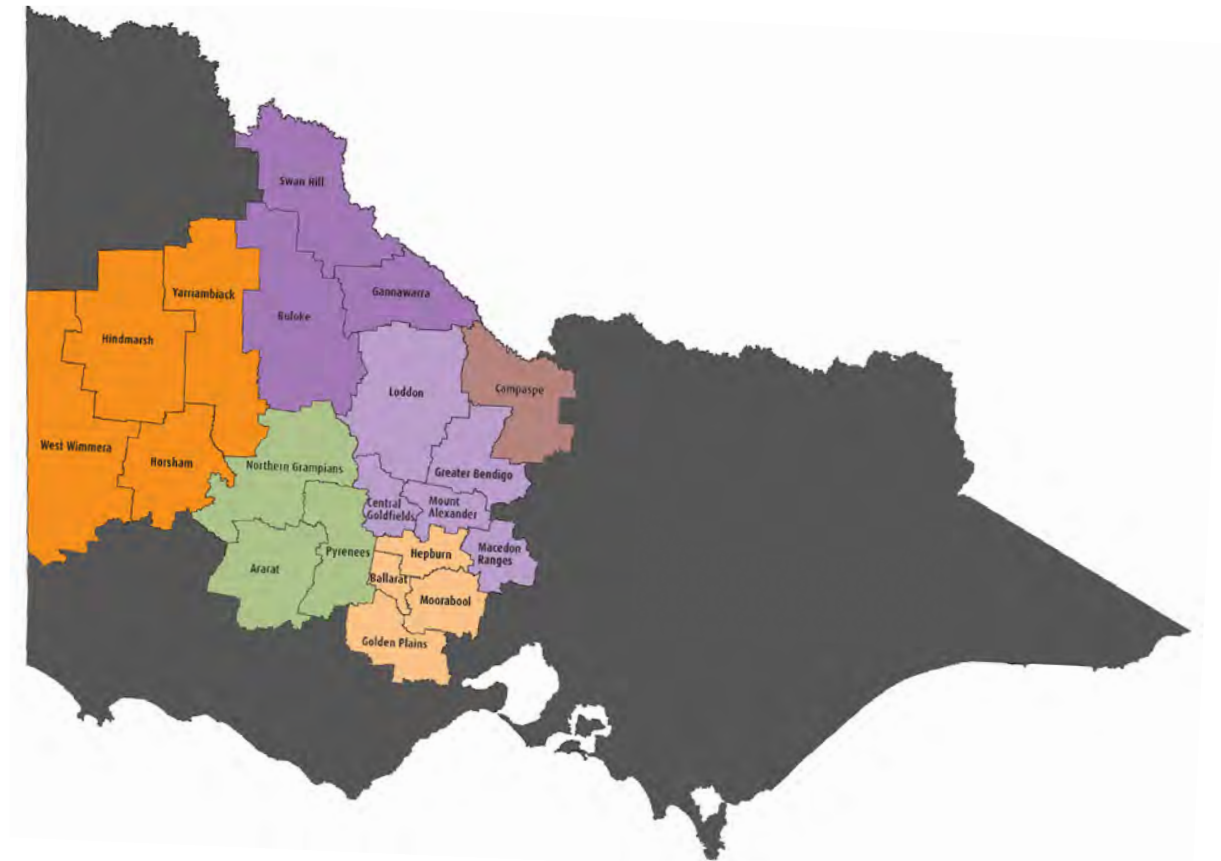 Swan Hill
Yarriambiack
Gannawarra
Buloke
Hindmarsh
Loddon
Campaspe
West Wimmera
Horsham
Northern Grampians
Greater Bendigo
Central
Goldfields
Mount
Alexander
Pyrenees
Hepburn
Macedon
Ranges
Ararat
Ballarat
Moorabool
Golden Plains